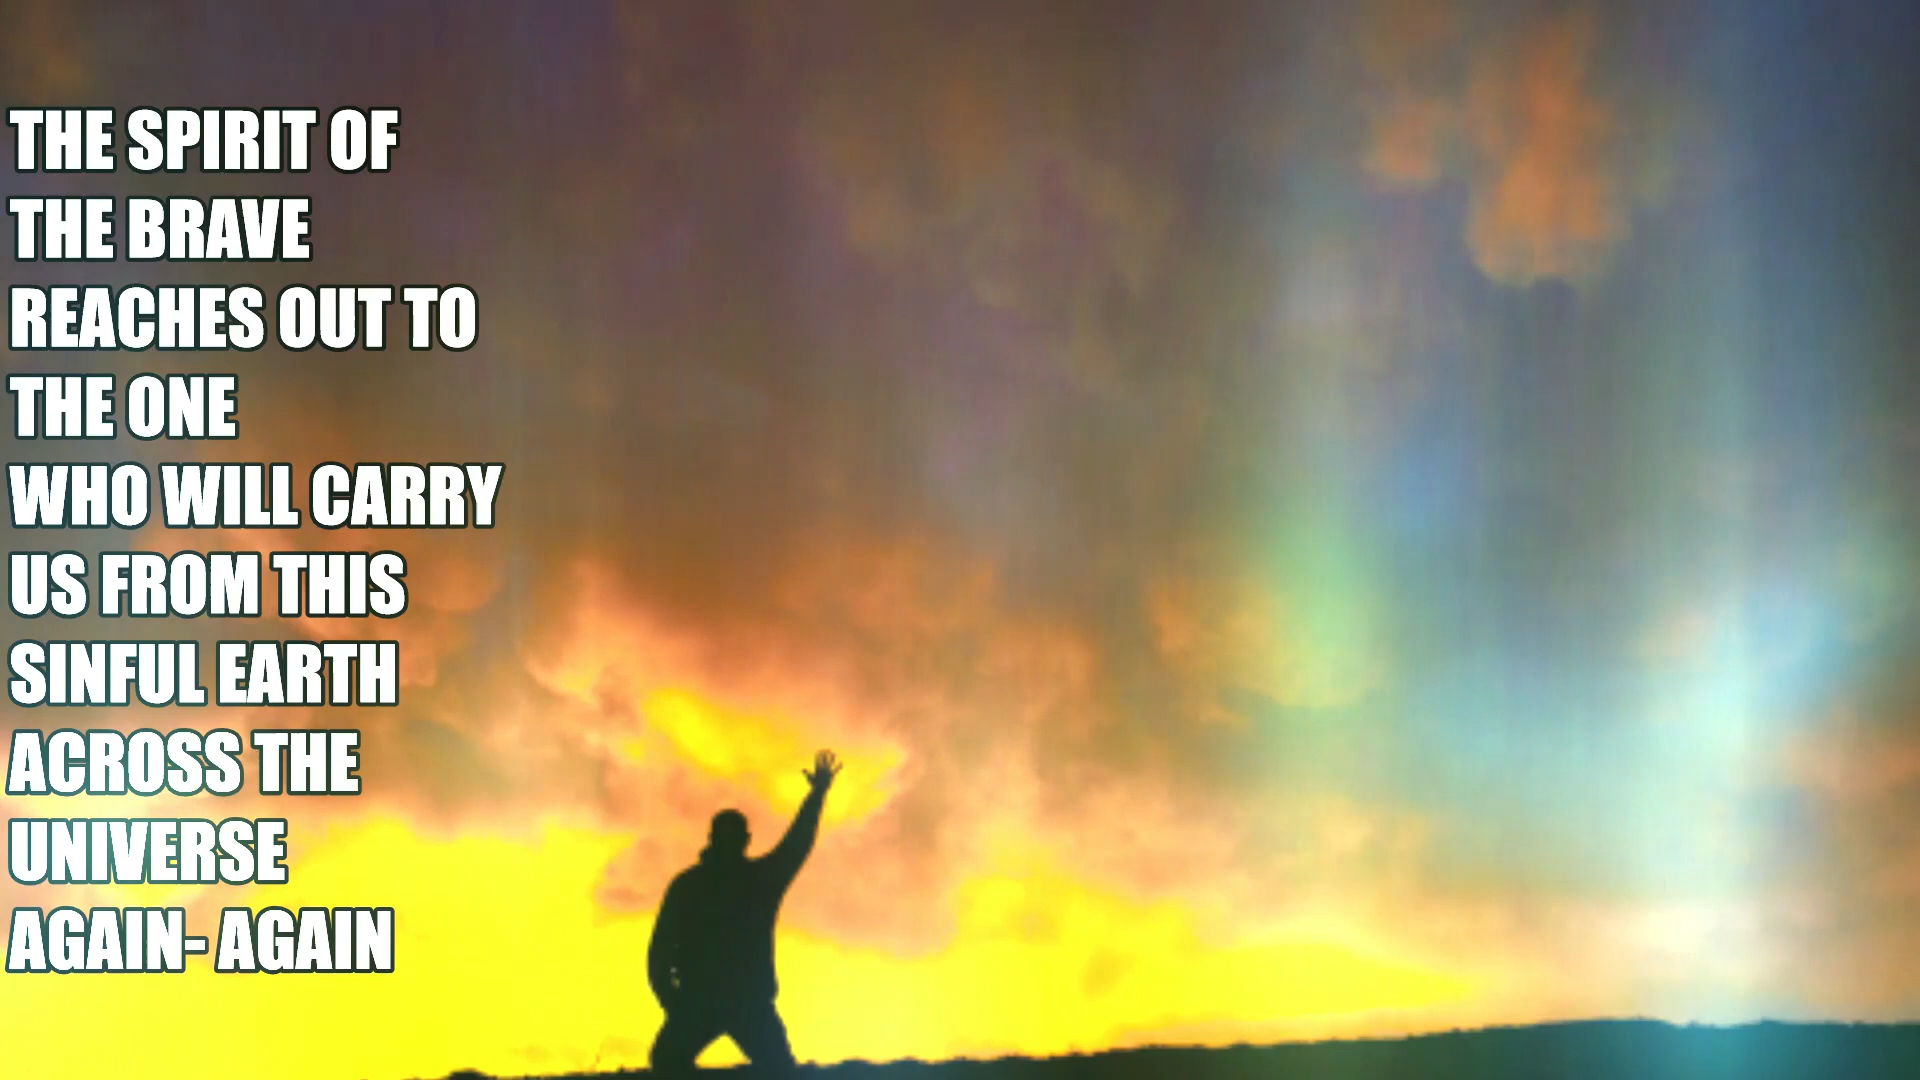 THE SPIRIT OF
THE BRAVE
REACHES OUT TO
THE ONE
WHO WILL CARRY
US FROM THIS
SINFUL EARTH
ACROSS THE
UNIVERSE
AGAIN- AGAIN